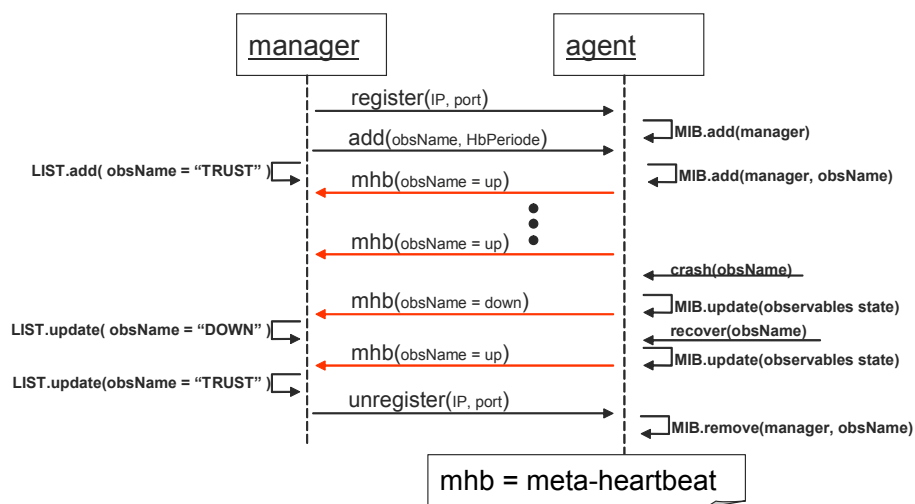 manager
agent
register(IP, port)
MIB.add(manager)
add(obsName, HbPeriode)
LIST.add( obsName = “TRUST” )
MIB.add(manager, obsName)
mhb(obsName = up)
mhb(obsName = up)
crash(obsName)
mhb(obsName = down)
MIB.update(observables state)
LIST.update( obsName = “DOWN” )
recover(obsName)
mhb(obsName = up)
MIB.update(observables state)
LIST.update(obsName = “TRUST” )
unregister(IP, port)
MIB.remove(manager, obsName)
mhb = meta-heartbeat